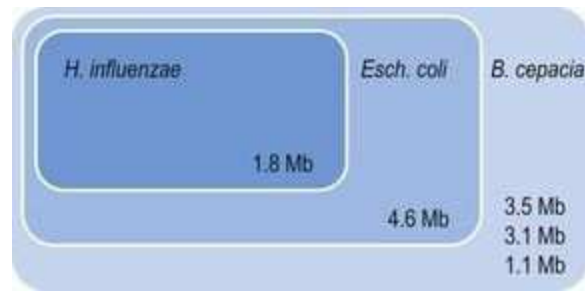 H. influenzae
Esch. coli
B. cepacia
1.8 Mb
4.6 Mb
3.5 Mb
3.1 Mb
1.1 Mb